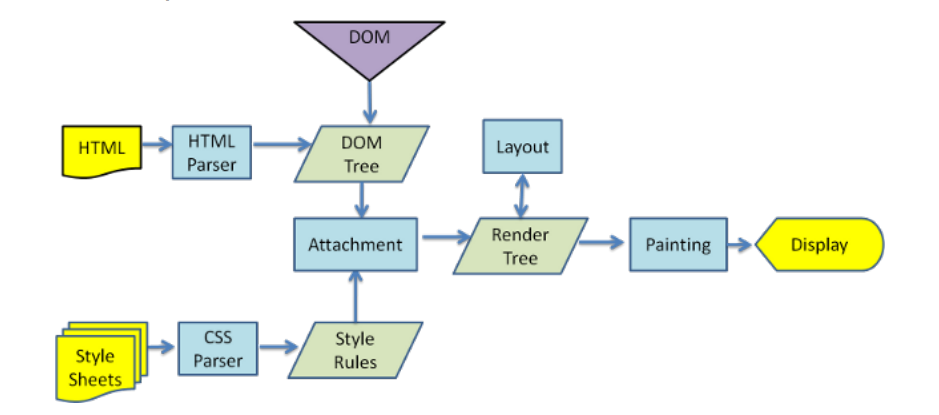 DOM
HTML
HTML
Parser
DOM
Tree
Layout
Attachment
Render
Tree
Painting
Display
Style
Sheets
CSS
Parser
Style
Rules